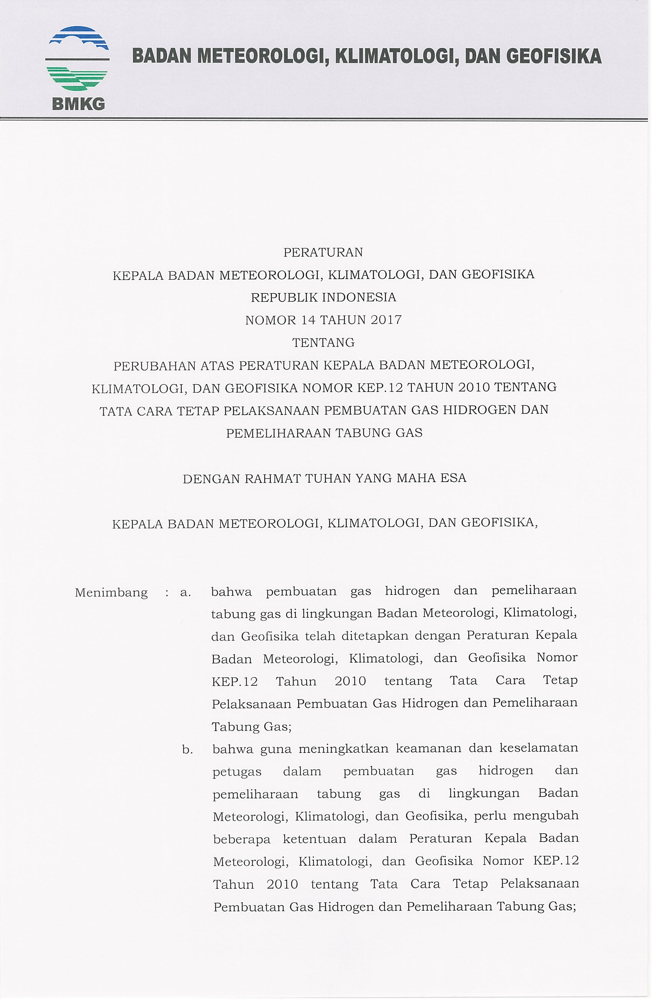 BADAN METEOROLOGI, KLIMATOLOGI, DAN GEOFISIKA
BMKG
PERATURAN
KEPALA BADAN METEOROLOGI, KLIMATOLOGI, DAN GEOFISIKA
REPUBLIK INDONESIA
NOMOR 14 TAHUN 2017
TENTANG
PERUBAHAN ATAS PERATURAN KEPALA BADAN METEOROLOGI,
KLIMATOLOGI, DAN GEOFISIKA NOMOR KEP.12 TAHUN 2010 TENTANG
TATA CARA TETAP PELAKSANAAN PEMBUATAN GAS HIDROGEN DAN
PEMELIHARAAN TABUNG GAS
DENGAN RAHMAT TUHAN YANG MAHA ESA
KEPALA BADAN METEOROLOGI, KLIMATOLOGI, DAN GEOFISIKA,
Menimbang : a. bahwa pembuatan gas hidrogen dan pemeliharaan
tabung gas di lingkungan Badan Meteorologi, Klimatologi,
dan Geofisika telah ditetapkan dengan Peraturan Kepala
Badan Meteorologi, Klimatologi, dan Geofisika Nomor
KEP.12 Tahun 2010 tentang Tata Cara Tetap
Pelaksanaan Pembuatan Gas Hidrogen dan Pemeliharaan
Tabung Gas;
b. bahwa guna meningkatkan keamanan dan keselamatan
petugas dalam pembuatan gas hidrogen dan
pemeliharaan tabung gas di lingkungan Badan
Meteorologi, Klimatologi, dan Geofisika, perlu mengubah
beberapa ketentuan dalam Peraturan Kepala Badan
Meteorologi, Klimatologi, dan Geofisika Nomor KEP.12
Tahun 2010 tentang Tata Cara Tetap Pelaksanaan
Pembuatan Gas Hidrogen dan Pemeliharaan Tabung Gas;